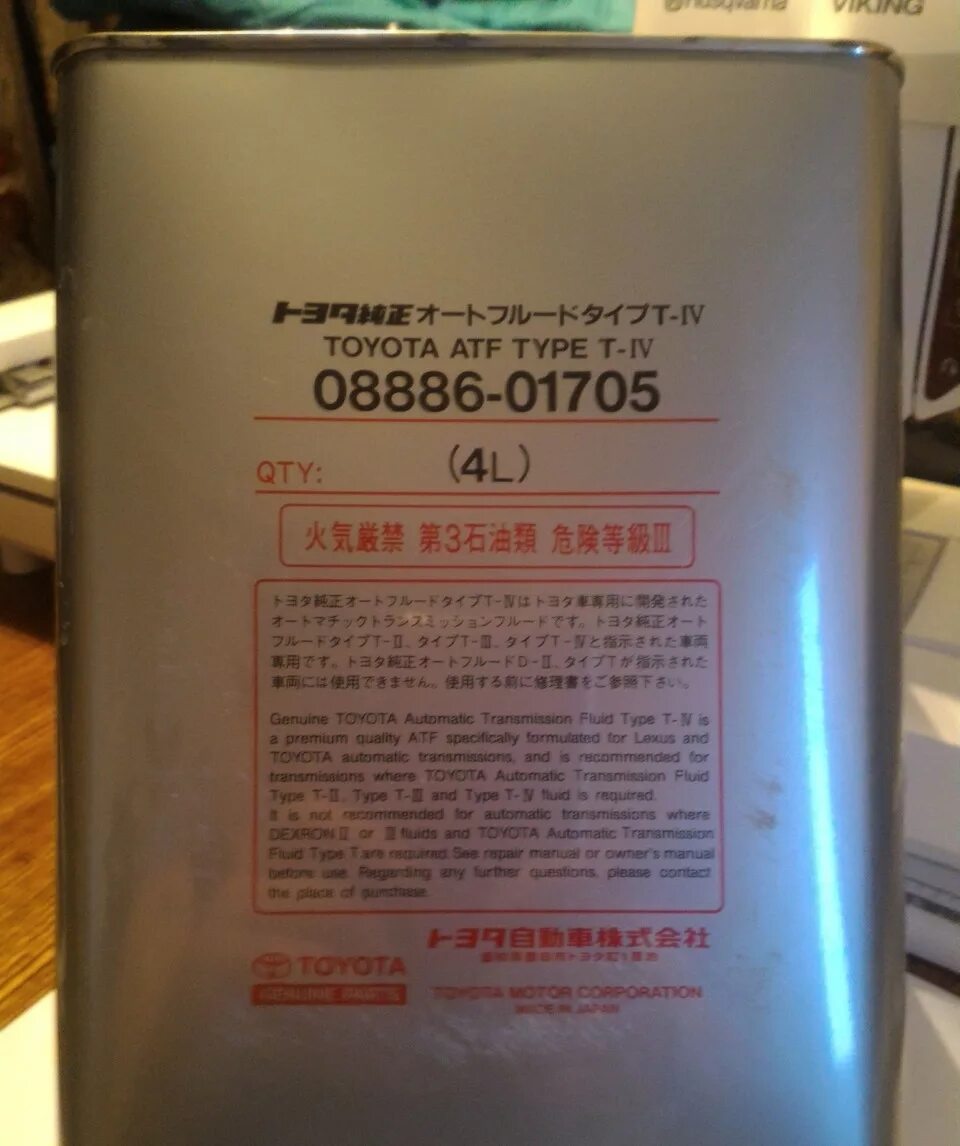 @husqvarna
VIKING
トヨタ純正 オートフルードタイプT-Ⅳ
TOYOTA ATF TYPE T-Ⅳ
08886-01705
QTY: (4L)
火気厳禁 第3石油類 危険等級Ⅲ
トヨタ純正オートフルードタイプT-Ⅳはトヨタ車専用に開発された
オートマチックトランスミッションフルードです。トヨタ純正オート
フルードタイプT-Ⅱ、タイプT-Ⅲ、タイプT-Ⅳと指示された車両
専用です。トヨタ純正オートフルードD-Ⅱ、タイプTが指示された
車両には使用できません。使用する前に修理書をご参照下さい。
Genuine TOYOTA Automatic Transmission Fluid Type T-Ⅳ is
a premium quality ATF specifically formulated for Lexus and
TOYOTA automatic transmissions, and is recommended for
transmissions where TOYOTA Automatic Transmission Fluid
Type T-Ⅱ, Type T-Ⅲ and Type T-Ⅳ fluid is required.
It is not recommended for automatic transmissions where
DEXRON Ⅱ or Ⅲ fluids and TOYOTA Automatic Transmission
Fluid Type T are required. See repair manual or owner's manual
before use. Regarding any further questions, please contact
the place of purchase.
トヨタ自動車株式会社
愛知県豊田市トヨタ町1番地
TOYOTA
GENUINE PARTS
TOYOTA MOTOR CORPORATION
MADE IN JAPAN